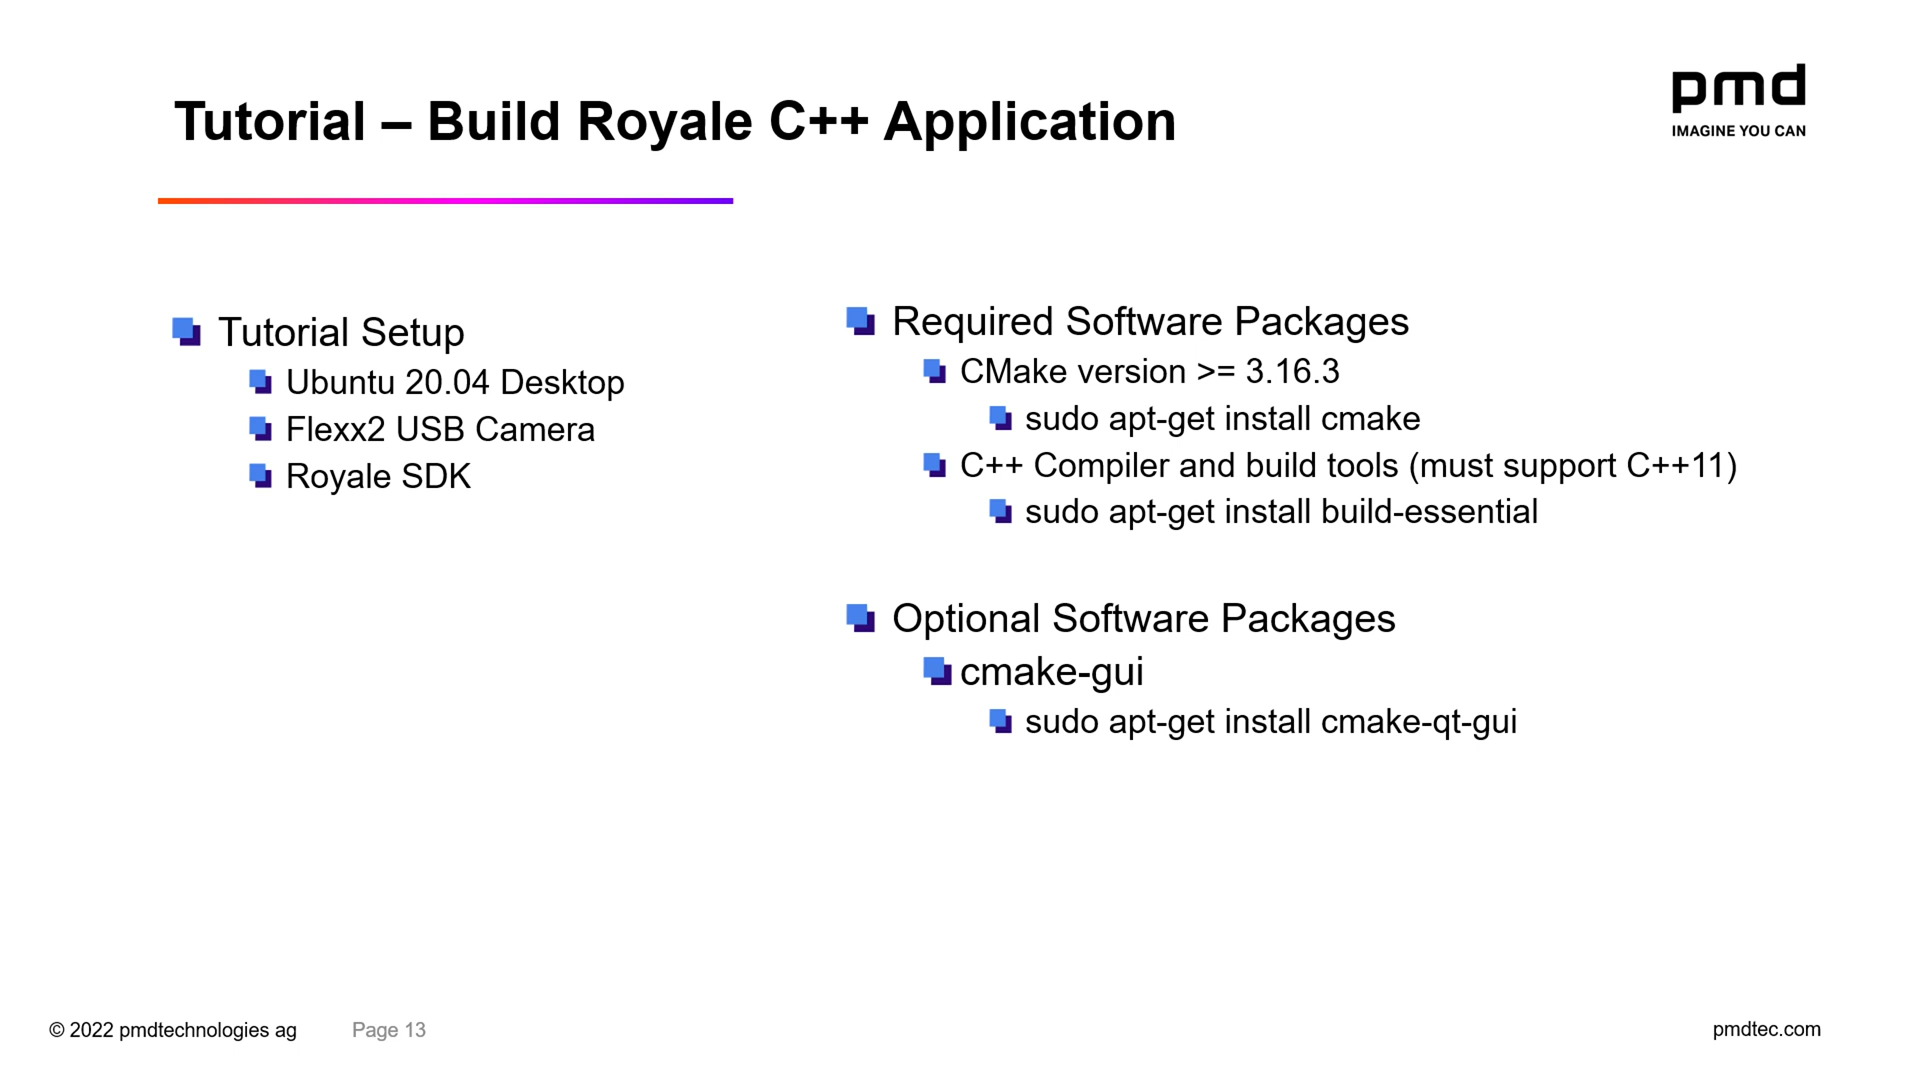 Tutorial – Build Royale C++ Application
pmd
IMAGINE YOU CAN
Tutorial Setup
Ubuntu 20.04 Desktop
Flexx2 USB Camera
Royale SDK
Required Software Packages
CMake version >= 3.16.3
sudo apt-get install cmake
C++ Compiler and build tools (must support C++11)
sudo apt-get install build-essential
Optional Software Packages
cmake-gui
sudo apt-get install cmake-qt-gui
© 2022 pmdtechnologies ag
Page 13
pmdtec.com